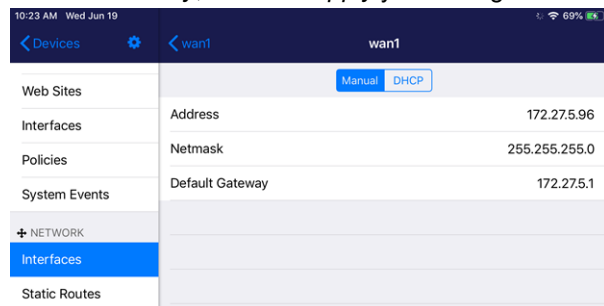 10:23 AM Wed Jun 19
69%
Devices
wan1
wan1
Manual
DHCP
Web Sites
Interfaces
Policies
System Events
NETWORK
Interfaces
Static Routes
Address 172.27.5.96
Netmask 255.255.255.0
Default Gateway 172.27.5.1